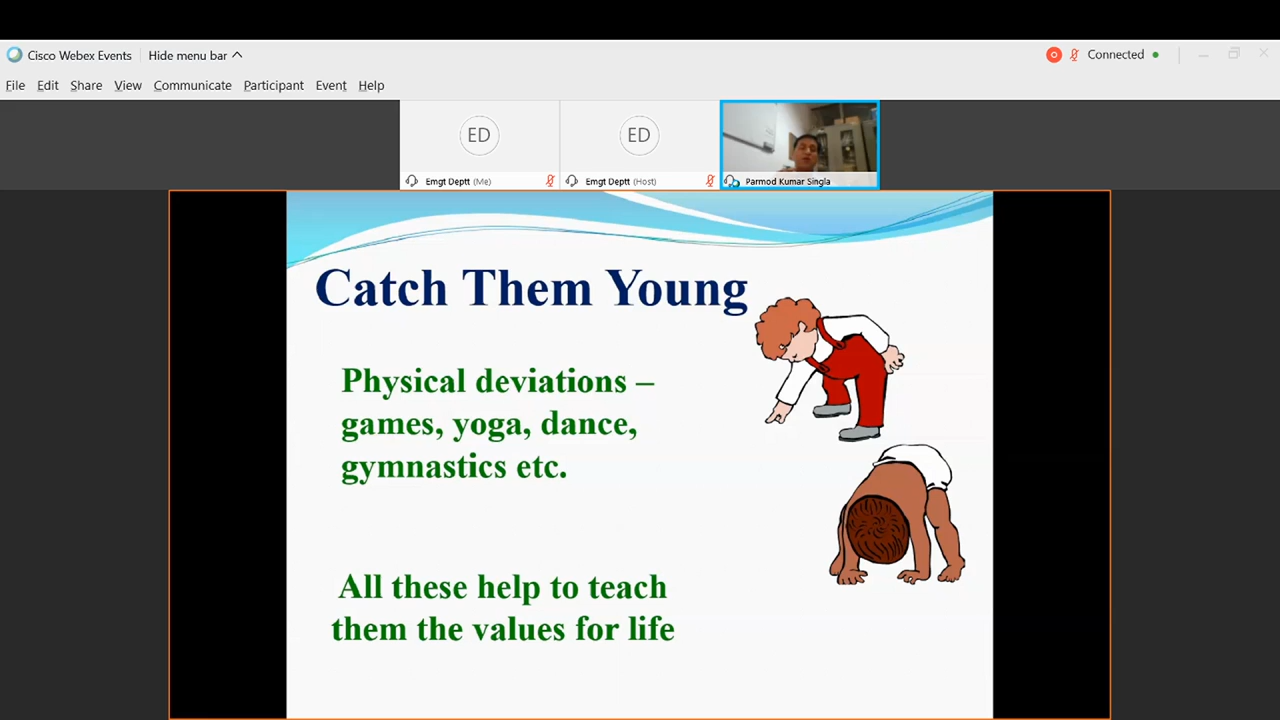 Cisco Webex Events
Hide menu bar
Connected
File Edit Share View Communicate Participant Event Help
ED
ED
Emgt Deptt (Me)
Emgt Deptt (Host)
Parmod Kumar Singla
Catch Them Young
Physical deviations –
games, yoga, dance,
gymnastics etc.
All these help to teach
them the values for life